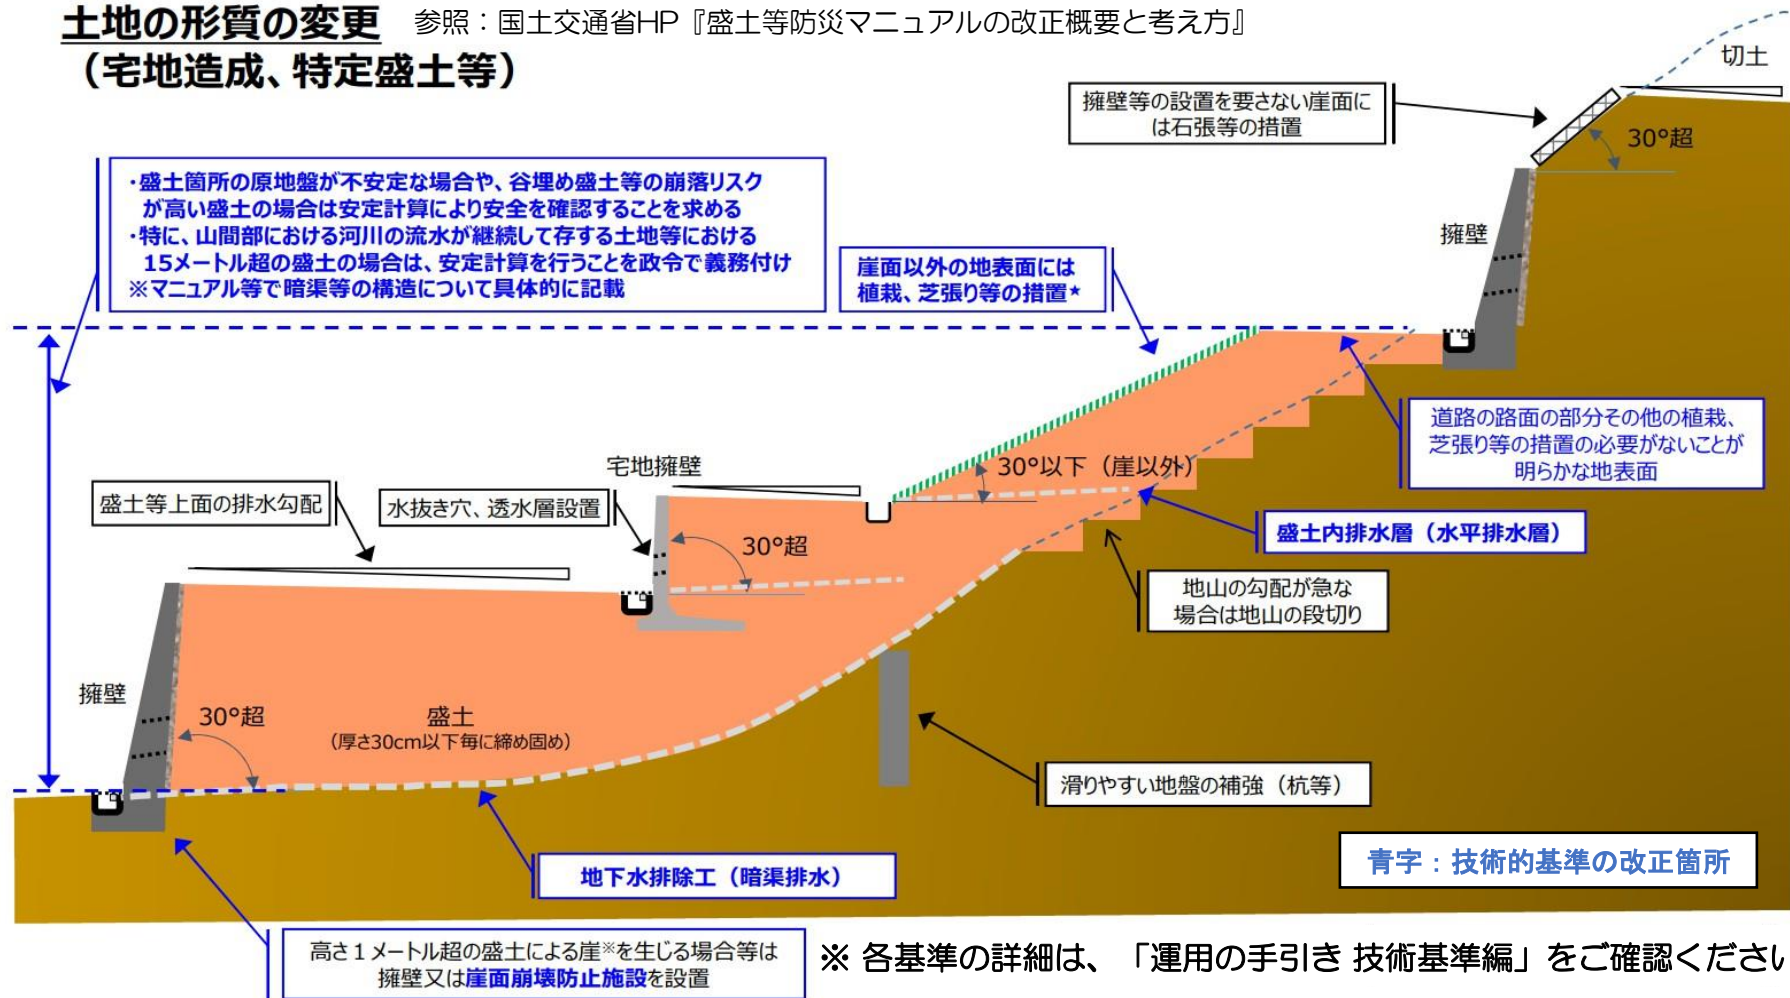 土地の形質の変更
参照：国土交通省HP『盛土等防災マニュアルの改正概要と考え方』
（宅地造成、特定盛土等）
切土
擁壁等の設置を要さない崖面に
は石張等の措置
30°超
・盛土箇所の原地盤が不安定な場合や、谷埋め盛土等の崩落リスク
が高い盛土の場合は安定計算により安全を確認することを求める
・特に、山間部における河川の流水が継続して存する土地等における
15メートル超の盛土の場合は、安定計算を行うことを政令で義務付け
※マニュアル等で暗渠等の構造について具体的に記載
擁壁
崖面以外の地表面には
植栽、芝張り等の措置★
道路の路面の部分その他の植栽、
芝張り等の措置の必要がないことが
明らかな地表面
宅地擁壁
30°以下（崖以外）
盛土等上面の排水勾配
水抜き穴、透水層設置
盛土内排水層（水平排水層）
30°超
地山の勾配が急な
場合は地山の段切り
擁壁
30°超
盛土
（厚さ30cm以下毎に締め固め）
滑りやすい地盤の補強（杭等）
青字：技術的基準の改正箇所
地下水排除工（暗渠排水）
高さ１メートル超の盛土による崖※を生じる場合等は
擁壁又は崖面崩壊防止施設を設置
※ 各基準の詳細は、「運用の手引き 技術基準編」をご確認ください